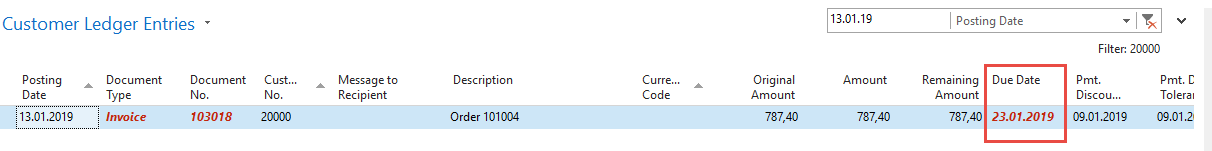 Customer Ledger Entries
13.01.19 Posting Date
Filter: 20000
Posting Document Document Cust... Message to Description Curre... Original Amount Remaining Due Date Pmt. Pmt. D
Date Type No. No. Recipient Code Amount Amount Discou... Toleran
13.01.2019 Invoice 103018 20000 Order 101004 787,40 787,40 787,40 23.01.2019 09.01.2019 09.01.2